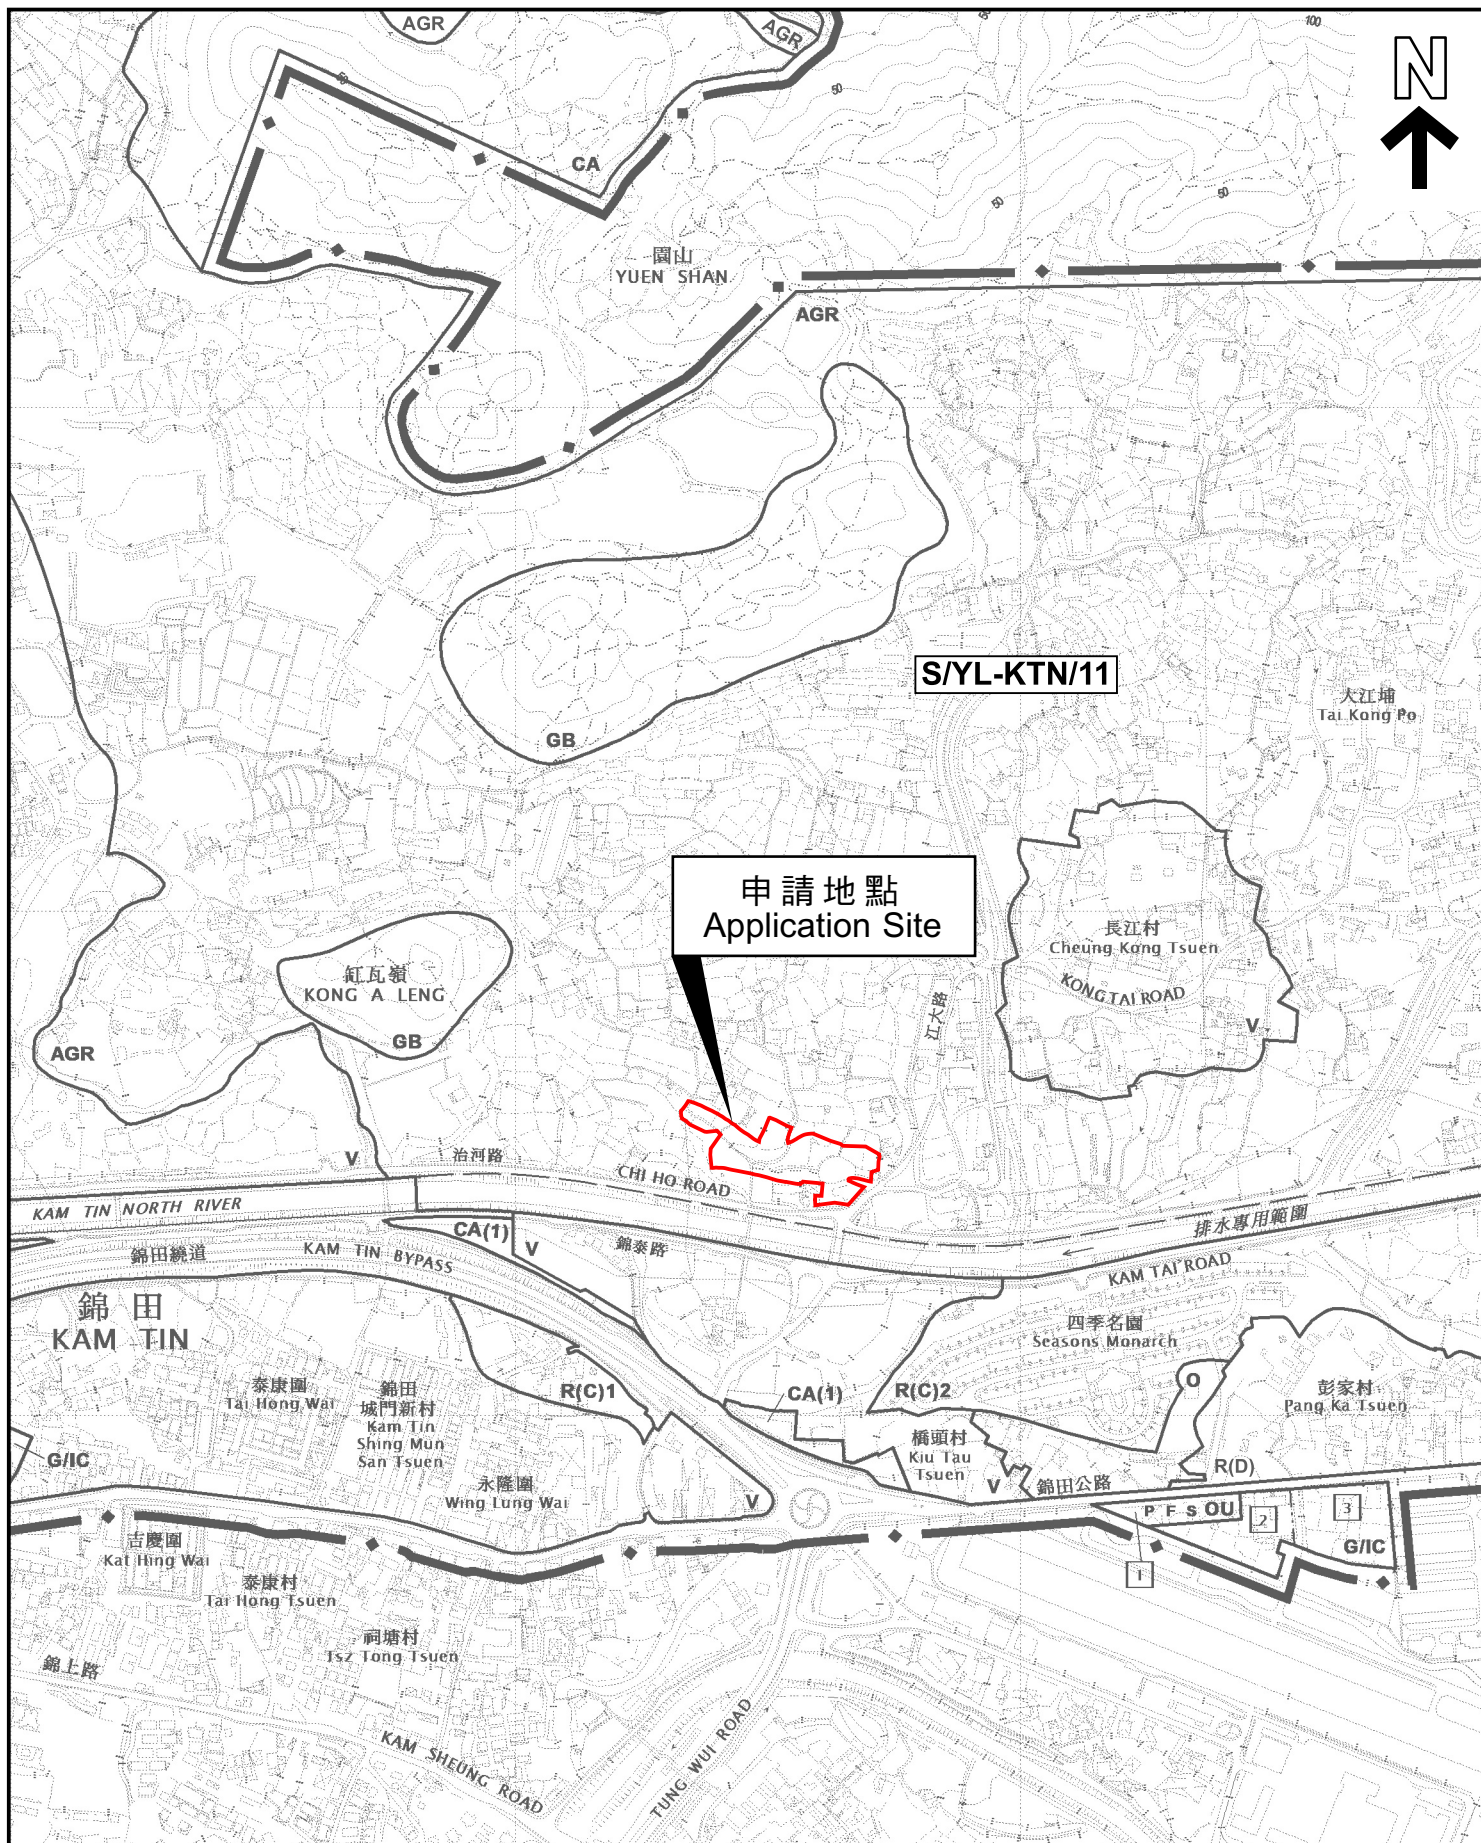 AGR
AGR
N
100
50
50
50
50
50
CA
園山
YUEN SHAN
AGR
S/YL-KTN/11
大江埔
Tai Kong Po
GB
申請地點
Application Site
長江村
Cheung Kong Tsuen
KONG TAI ROAD
V
缸瓦嶺
KONG A LENG
GB
AGR
江大路
V
治河路
CHI HO ROAD
KAM TIN NORTH RIVER
排水專用範圍
CA(1)
V
錦泰路
KAM TAI ROAD
錦田繞道
KAM TIN BYPASS
錦田
KAM TIN
四季名園
Seasons Monarch
泰康圍
Tai Hong Wai
錦田
城門新村
Kam Tin
Shing Mun
San Tsuen
R(C)1
CA(1)
R(C)2
O
彭家村
Pang Ka Tsuen
橋頭村
Kiu Tau
Tsuen
G/IC
永隆圍
Wing Lung Wai
V
V
錦田公路
R(D)
P F S OU
2
3
G/IC
1
吉慶圍
Kat Hing Wai
泰康村
Tai Hong Tsuen
祠塘村
Tsz Tong Tsuen
錦上路
KAM SHEUNG ROAD
TUNG WUI ROAD